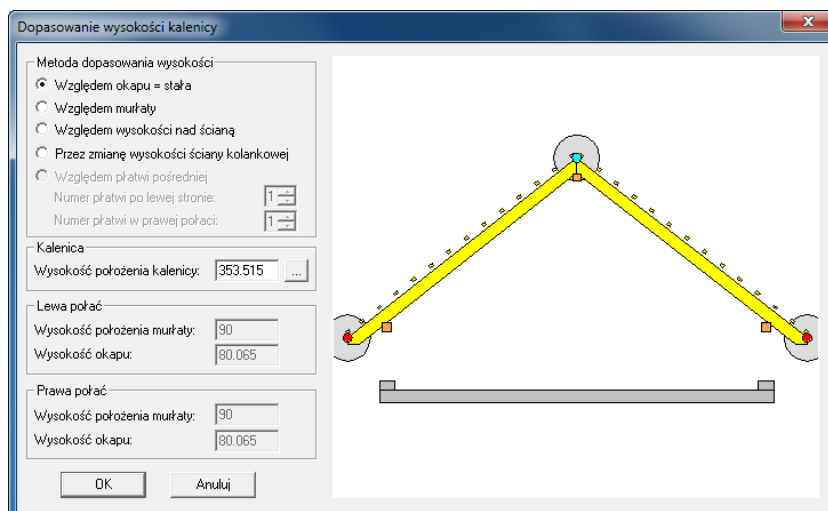 Dopasowanie wysokości kalenicy
Metoda dopasowania wysokości
Względem okapu = stała
Względem murłaty
Względem wysokości nad ścianą
Przez zmianę wysokości ściany kolankowej
Względem płatwi pośredniej
Numer płatwi po lewej stronie: 1
Numer płatwi w prawej połaci: 1
Kalenica
Wysokość położenia kalenicy: 353.515 ...
Lewa połać
Wysokość położenia murłaty: 90
Wysokość okapu: 80.065
Prawa połać
Wysokość położenia murłaty: 90
Wysokość okapu: 80.065
OK Anuluj